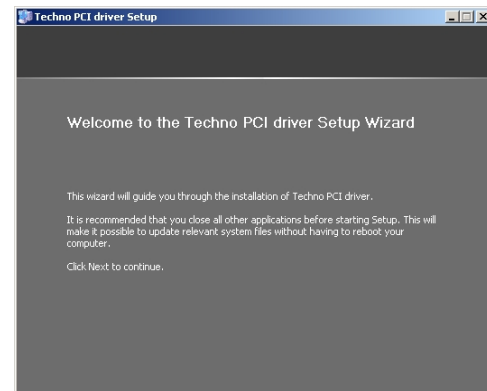 Techno PCI driver Setup
Welcome to the Techno PCI driver Setup Wizard
This wizard will guide you through the installation of Techno PCI driver.
It is recommended that you close all other applications before starting Setup. This will
make it possible to update relevant system files without having to reboot your
computer.
Click Next to continue.